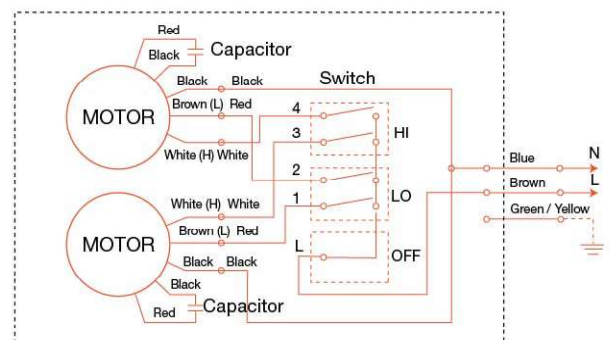 Red
Black
Capacitor
Black Black
Switch
MOTOR
Brown (L) Red
White (H) White
4
3
HI
2
1
LO
L
OFF
N
Blue
L
Brown
Green / Yellow
White (H) White
MOTOR
Brown (L) Red
Black Black
Black
Capacitor
Red